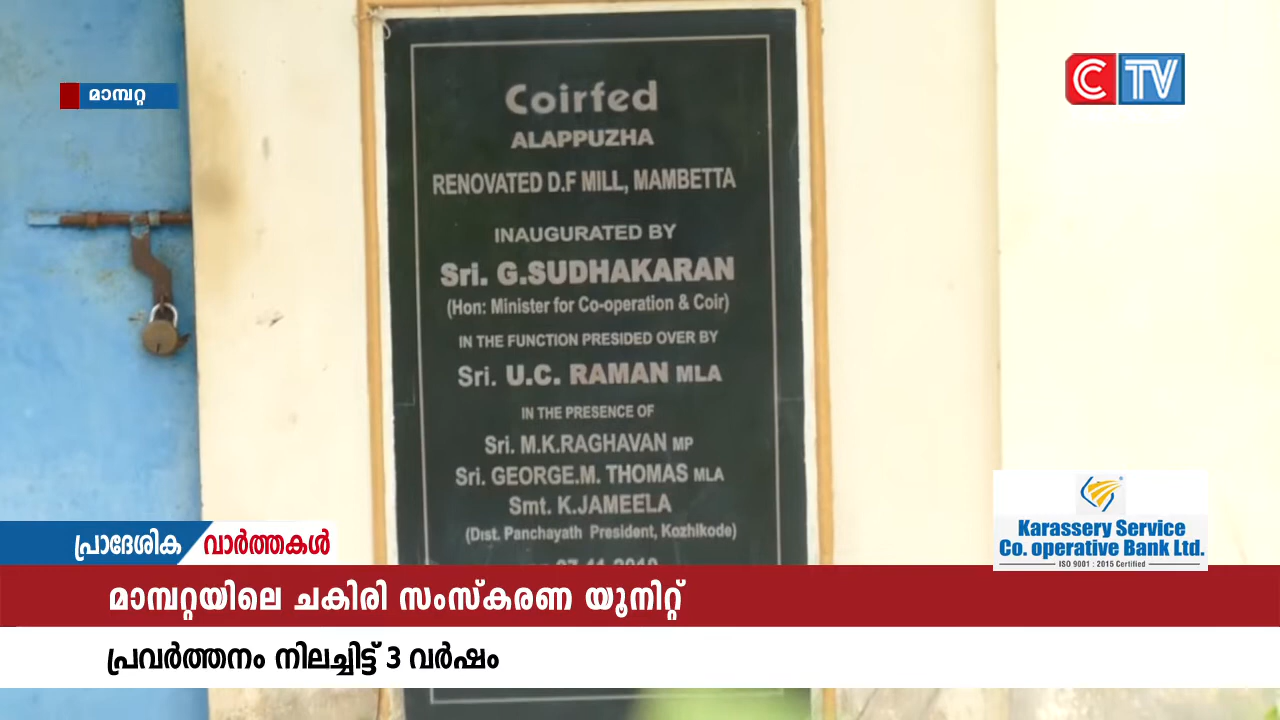 മാമ്പറ്റ
CTV
Coirfed
ALAPPUZHA
RENOVATED D.F MILL, MAMBETTA
INAUGURATED BY
Sri. G.SUDHAKARAN
(Hon: Minister for Co-operation & Coir)
IN THE FUNCTION PRESIDED OVER BY
Sri. U.C. RAMAN MLA
IN THE PRESENCE OF
Sri. M.K.RAGHAVAN MP
Sri. GEORGE.M. THOMAS MLA
Smt. K.JAMEELA
(Dist. Panchayath President, Kozhikode)
Karassery Service
Co. operative Bank Ltd.
ISO 9001 : 2015 Certified
പ്രാദേശിക വാർത്തകൾ
മാമ്പറ്റയിലെ ചകിരി സംസ്കരണ യൂനിറ്റ്
പ്രവർത്തനം നിലച്ചിട്ട് 3 വർഷം